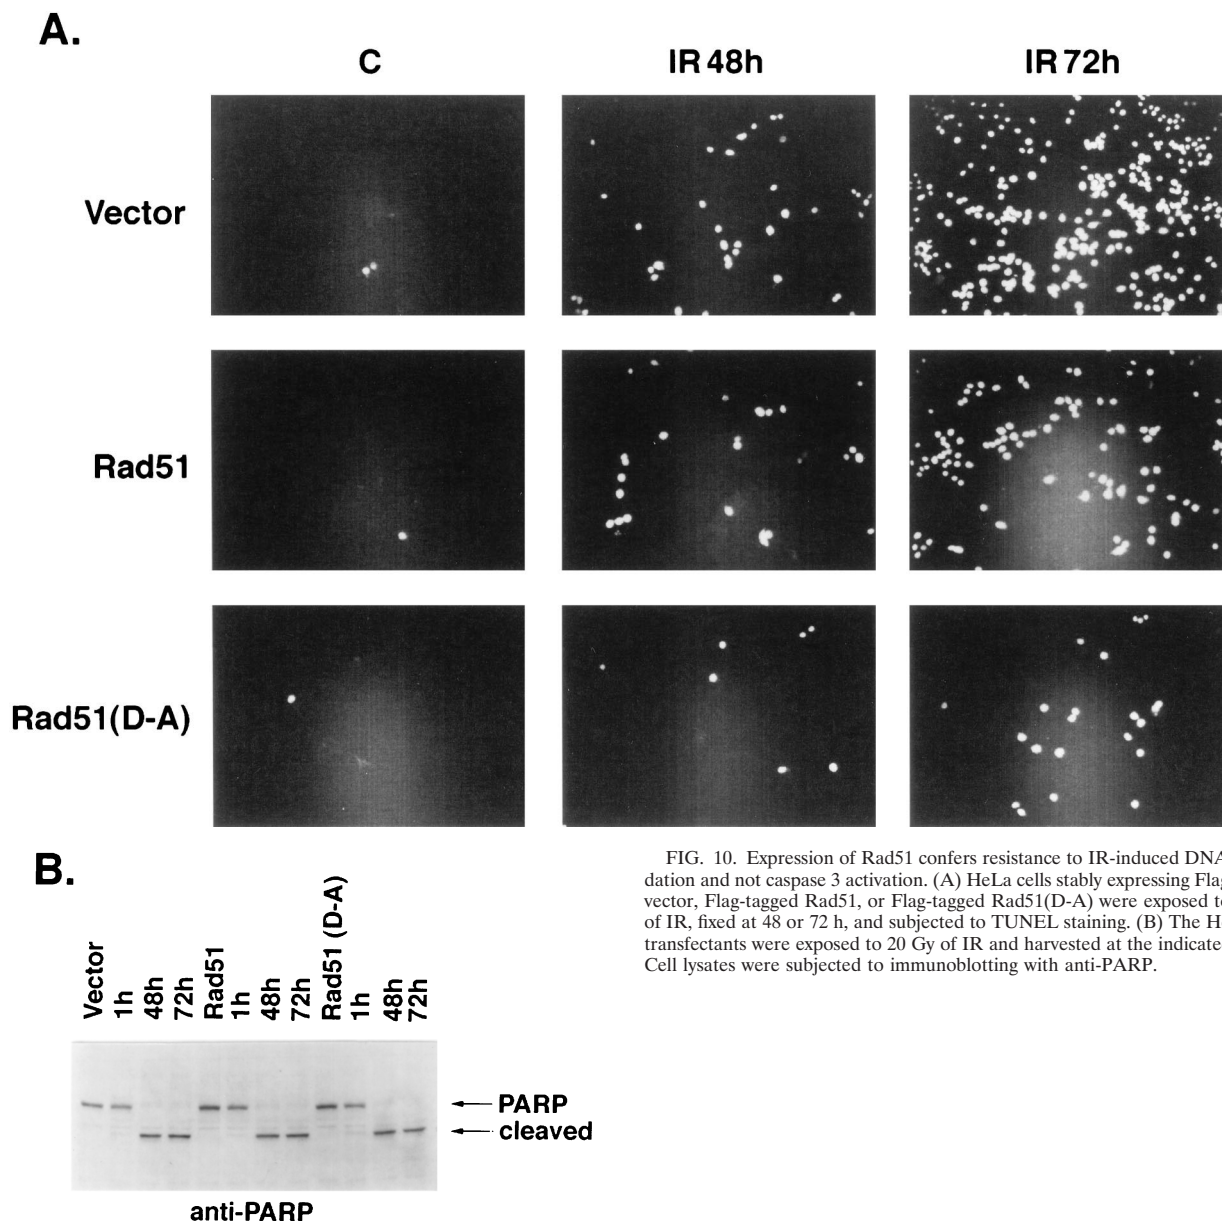 A.
C IR 48h IR 72h
Vector
Rad51
Rad51(D-A)
B.
Vector 1h 48h 72h Rad51 1h 48h 72h Rad51 (D-A) 1h 48h 72h
PARP
cleaved
anti-PARP
FIG. 10. Expression of Rad51 confers resistance to IR-induced DNA
dation and not caspase 3 activation. (A) HeLa cells stably expressing Flag
vector, Flag-tagged Rad51, or Flag-tagged Rad51(D-A) were exposed to
of IR, fixed at 48 or 72 h, and subjected to TUNEL staining. (B) The H
transfectants were exposed to 20 Gy of IR and harvested at the indicate
Cell lysates were subjected to immunoblotting with anti-PARP.